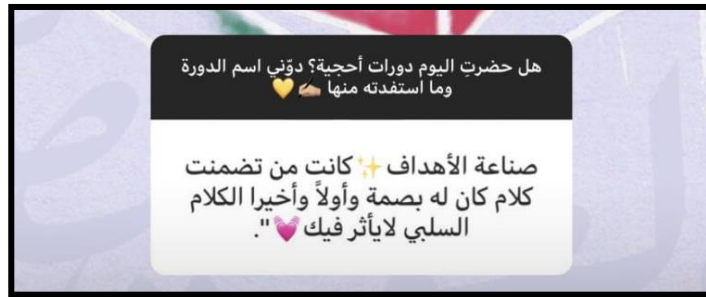 هل حضرتِ اليوم دورات أحجية؟ دوّني اسم الدورة
وما استفدته منها ✍🏼💛
صناعة الأهداف ✨ كانت من تضمنت
كلام كان له بصمة وأولاً وأخيرا الكلام
السلبي لايأثر فيك 💓 ".